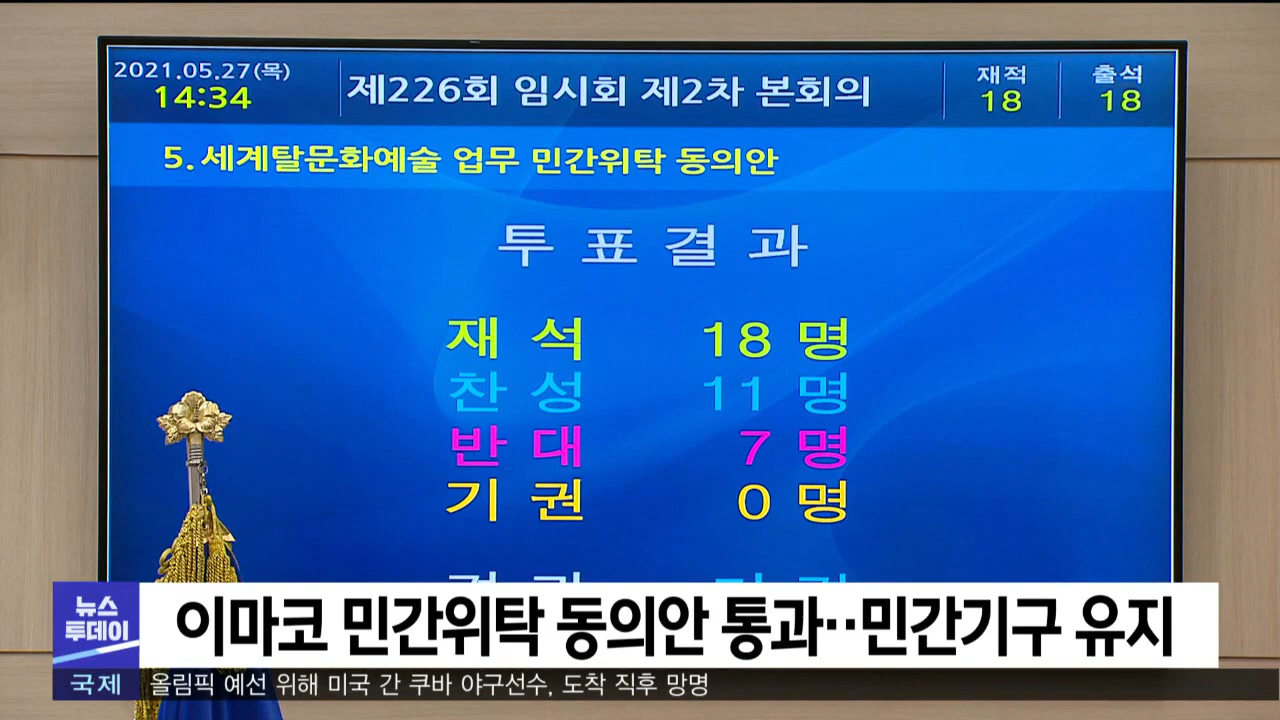 2021.05.27(목)
14:34
제226회 임시회 제2차 본회의
재적
18
출석
18
5. 세계탈문화예술 업무 민간위탁 동의안
투표결과
재석 18명
찬성 11명
반대 7명
기권 0명
뉴스
투데이
이마코 민간위탁 동의안 통과··민간기구 유지
국제
올림픽 예선 위해 미국 간 쿠바 야구선수, 도착 직후 망명